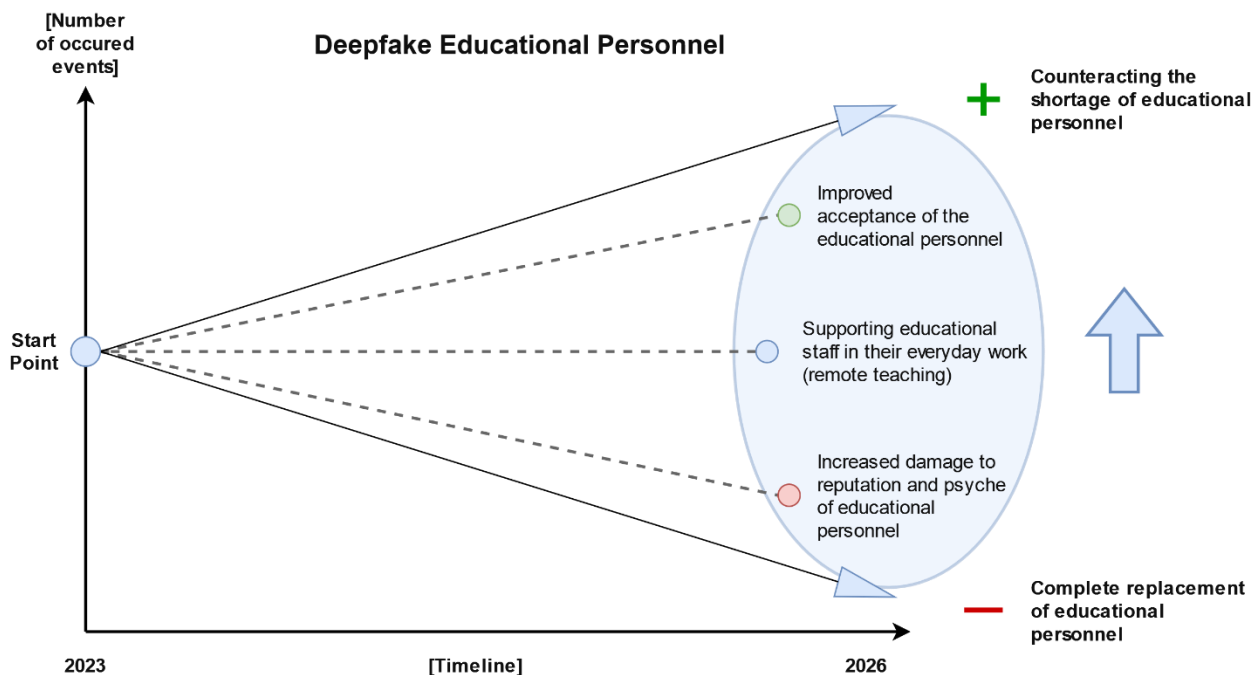 [Number
of occured
events]
Deepfake Educational Personnel
Counteracting the
shortage of educational
personnel
Improved
acceptance of the
educational personnel
Start
Point
Supporting educational
staff in their everyday work
(remote teaching)
Increased damage to
reputation and psyche
of educational
personnel
Complete replacement
of educational
personnel
2023
[Timeline]
2026